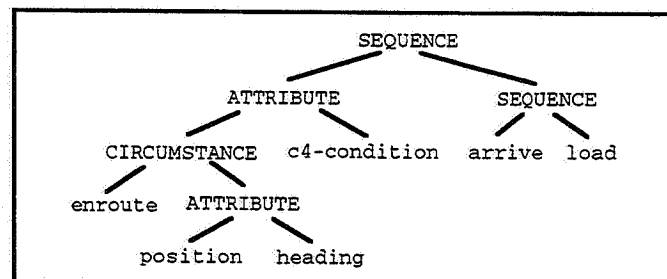 SEQUENCE
ATTRIBUTE SEQUENCE
CIRCUMSTANCE c4-condition arrive load
enroute ATTRIBUTE
position heading